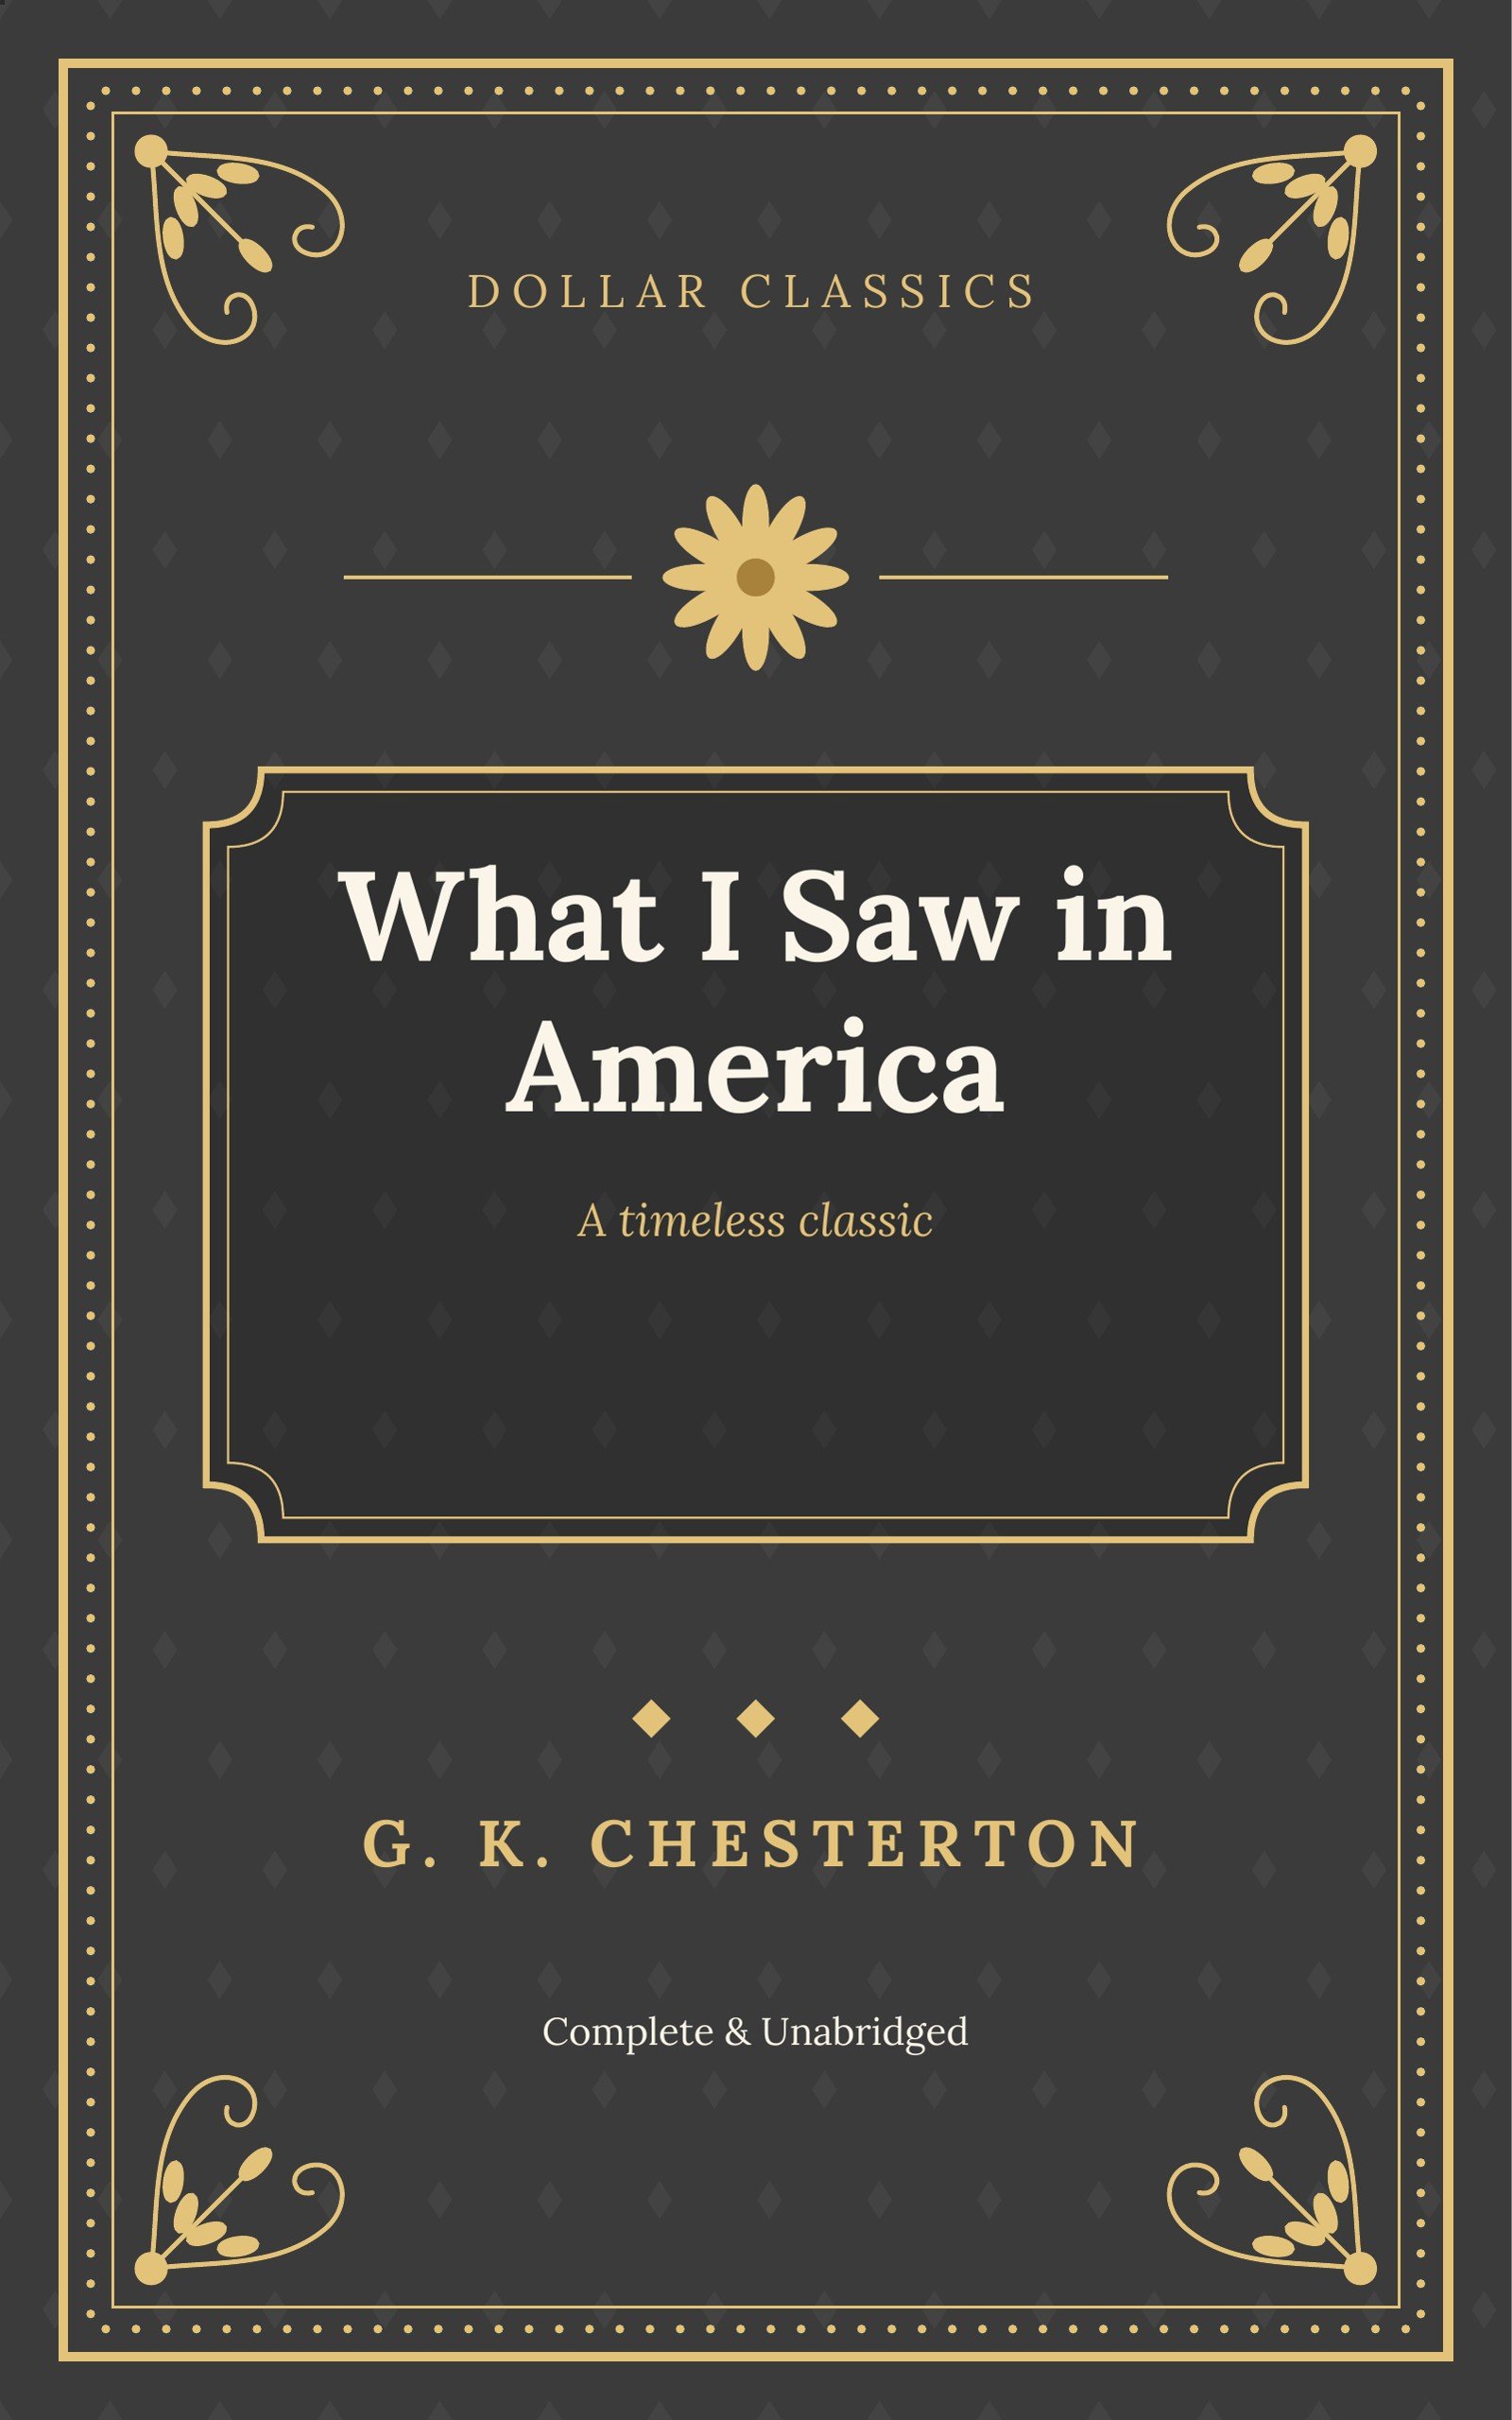 DOLLAR CLASSICS
What I Saw in
America
A timeless classic
G. K. CHESTERTON
Complete & Unabridged